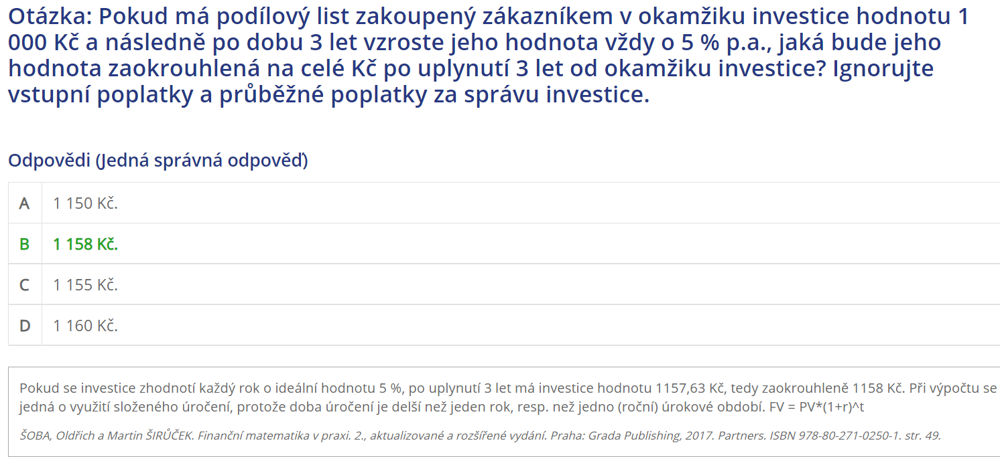 Otázka: Pokud má podílový list zakoupený zákazníkem v okamžiku investice hodnotu 1
000 Kč a následně po dobu 3 let vzroste jeho hodnota vždy o 5 % p.a., jaká bude jeho
hodnota zaokrouhlená na celé Kč po uplynutí 3 let od okamžiku investice? Ignorujte
vstupní poplatky a průběžné poplatky za správu investice.
Odpovědi (Jedná správná odpověď)
A 1 150 Kč.
B 1 158 Kč.
C 1 155 Kč.
D 1 160 Kč.
Pokud se investice zhodnotí každý rok o ideální hodnotu 5 %, po uplynutí 3 let má investice hodnotu 1157,63 Kč, tedy zaokrouhleně 1158 Kč. Při výpočtu se
jedná o využití složeného úročení, protože doba úročení je delší než jeden rok, resp. než jedno (roční) úrokové období. FV = PV*(1+r)^t
ŠOBA, Oldřich a Martin ŠIRŮČEK. Finanční matematika v praxi. 2., aktualizované a rozšířené vydání. Praha: Grada Publishing, 2017. Partners. ISBN 978-80-271-0250-1. str. 49.